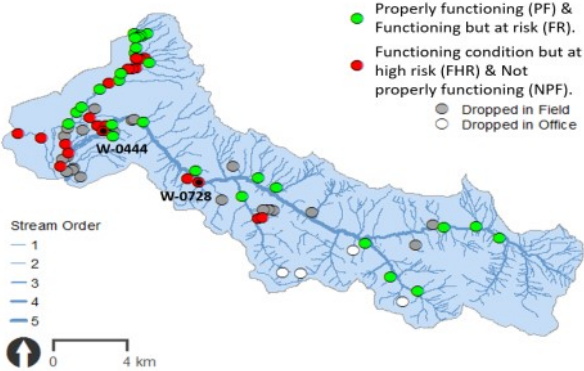 Properly functioning (PF) &
Functioning but at risk (FR).
Functioning condition but at
high risk (FHR) & Not
properly functioning (NPF).
Dropped in Field
Dropped in Office
W-0444
W-0728
Stream Order
1
2
3
4
5
0 4 km